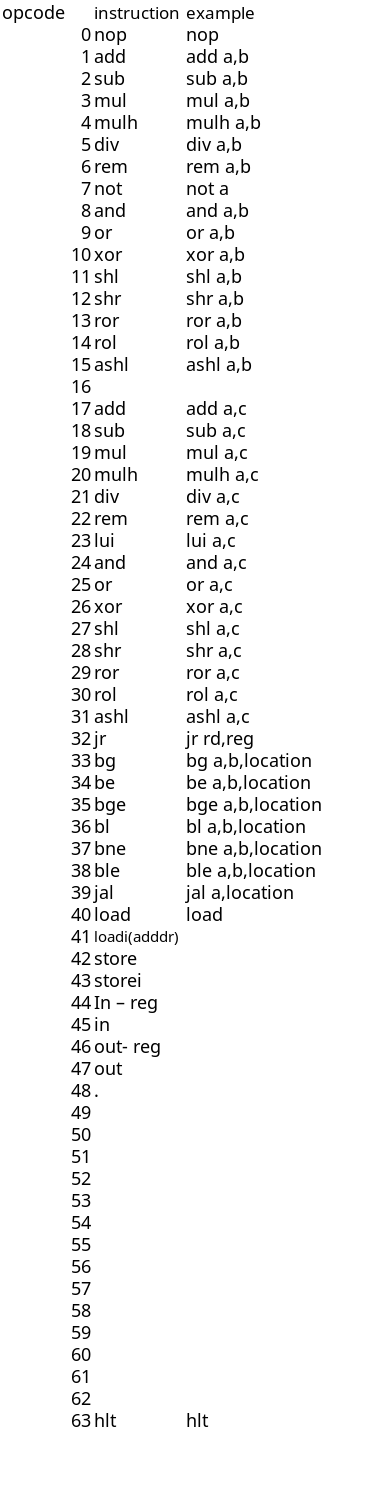 opcode instruction example
0 nop nop
1 add add a,b
2 sub sub a,b
3 mul mul a,b
4 mulh mulh a,b
5 div div a,b
6 rem rem a,b
7 not not a
8 and and a,b
9 or or a,b
10 xor xor a,b
11 shl shl a,b
12 shr shr a,b
13 ror ror a,b
14 rol rol a,b
15 ashl ashl a,b
16
17 add add a,c
18 sub sub a,c
19 mul mul a,c
20 mulh mulh a,c
21 div div a,c
22 rem rem a,c
23 lui lui a,c
24 and and a,c
25 or or a,c
26 xor xor a,c
27 shl shl a,c
28 shr shr a,c
29 ror ror a,c
30 rol rol a,c
31 ashl ashl a,c
32 jr jr rd,reg
33 bg bg a,b,location
34 be be a,b,location
35 bge bge a,b,location
36 bl bl a,b,location
37 bne bne a,b,location
38 ble ble a,b,location
39 jal jal a,location
40 load load
41 loadi(adddr)
42 store
43 storei
44 In – reg
45 in
46 out- reg
47 out
48 .
49
50
51
52
53
54
55
56
57
58
59
60
61
62
63 hlt hlt